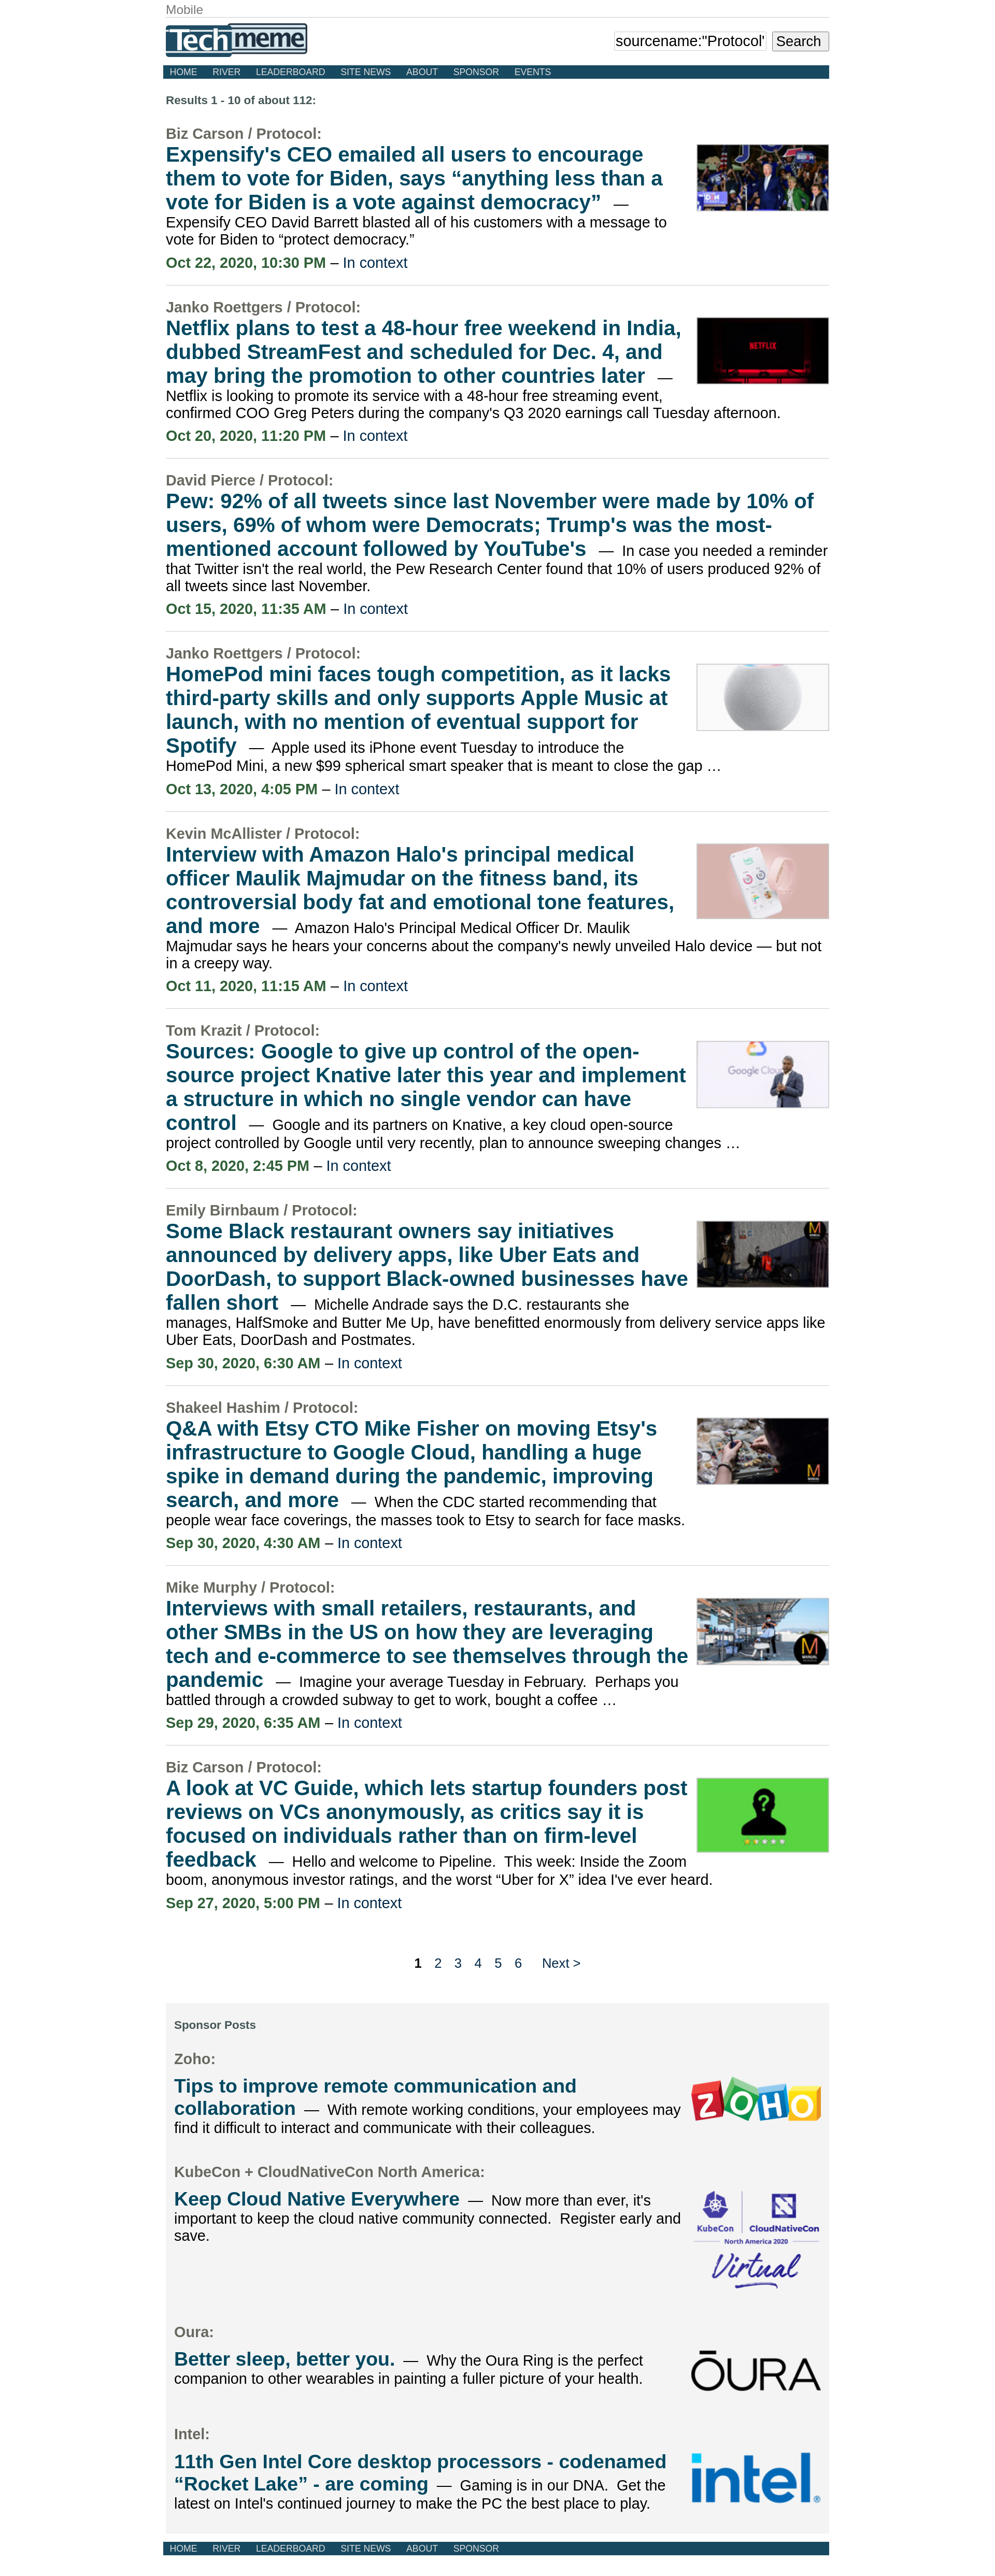 Mobile
Techmeme
sourcename:"Protocol'
Search
HOME RIVER LEADERBOARD SITE NEWS ABOUT SPONSOR EVENTS
Results 1 - 10 of about 112:
Biz Carson / Protocol:
Expensify's CEO emailed all users to encourage
them to vote for Biden, says “anything less than a
vote for Biden is a vote against democracy” —
Expensify CEO David Barrett blasted all of his customers with a message to
vote for Biden to “protect democracy.”
Oct 22, 2020, 10:30 PM – In context
Janko Roettgers / Protocol:
Netflix plans to test a 48-hour free weekend in India,
dubbed StreamFest and scheduled for Dec. 4, and
may bring the promotion to other countries later —
NETFLIX
Netflix is looking to promote its service with a 48-hour free streaming event,
confirmed COO Greg Peters during the company's Q3 2020 earnings call Tuesday afternoon.
Oct 20, 2020, 11:20 PM – In context
David Pierce / Protocol:
Pew: 92% of all tweets since last November were made by 10% of
users, 69% of whom were Democrats; Trump's was the most-
mentioned account followed by YouTube's — In case you needed a reminder
that Twitter isn't the real world, the Pew Research Center found that 10% of users produced 92% of
all tweets since last November.
Oct 15, 2020, 11:35 AM – In context
Janko Roettgers / Protocol:
HomePod mini faces tough competition, as it lacks
third-party skills and only supports Apple Music at
launch, with no mention of eventual support for
Spotify — Apple used its iPhone event Tuesday to introduce the
HomePod Mini, a new $99 spherical smart speaker that is meant to close the gap …
Oct 13, 2020, 4:05 PM – In context
Kevin McAllister / Protocol:
Interview with Amazon Halo's principal medical
officer Maulik Majmudar on the fitness band, its
controversial body fat and emotional tone features,
and more — Amazon Halo's Principal Medical Officer Dr. Maulik
Majmudar says he hears your concerns about the company's newly unveiled Halo device — but not
in a creepy way.
Oct 11, 2020, 11:15 AM – In context
Tom Krazit / Protocol:
Sources: Google to give up control of the open-
source project Knative later this year and implement
a structure in which no single vendor can have
control — Google and its partners on Knative, a key cloud open-source
Google Cloud
project controlled by Google until very recently, plan to announce sweeping changes …
Oct 8, 2020, 2:45 PM – In context
Emily Birnbaum / Protocol:
Some Black restaurant owners say initiatives
announced by delivery apps, like Uber Eats and
DoorDash, to support Black-owned businesses have
fallen short — Michelle Andrade says the D.C. restaurants she
manages, HalfSmoke and Butter Me Up, have benefitted enormously from delivery service apps like
Uber Eats, DoorDash and Postmates.
Sep 30, 2020, 6:30 AM – In context
Shakeel Hashim / Protocol:
Q&A with Etsy CTO Mike Fisher on moving Etsy's
infrastructure to Google Cloud, handling a huge
spike in demand during the pandemic, improving
search, and more — When the CDC started recommending that
people wear face coverings, the masses took to Etsy to search for face masks.
Sep 30, 2020, 4:30 AM – In context
Mike Murphy / Protocol:
Interviews with small retailers, restaurants, and
other SMBs in the US on how they are leveraging
tech and e-commerce to see themselves through the
pandemic — Imagine your average Tuesday in February. Perhaps you
battled through a crowded subway to get to work, bought a coffee …
Sep 29, 2020, 6:35 AM – In context
Biz Carson / Protocol:
A look at VC Guide, which lets startup founders post
reviews on VCs anonymously, as critics say it is
focused on individuals rather than on firm-level
feedback — Hello and welcome to Pipeline. This week: Inside the Zoom
boom, anonymous investor ratings, and the worst “Uber for X” idea I've ever heard.
Sep 27, 2020, 5:00 PM – In context
1 2 3 4 5 6 Next >
Sponsor Posts
Zoho:
Tips to improve remote communication and
collaboration — With remote working conditions, your employees may
find it difficult to interact and communicate with their colleagues.
ZOHO
KubeCon + CloudNativeCon North America:
Keep Cloud Native Everywhere — Now more than ever, it's
important to keep the cloud native community connected. Register early and
save.
KubeCon CloudNativeCon
North America 2020
Virtual
Oura:
Better sleep, better you. — Why the Oura Ring is the perfect
companion to other wearables in painting a fuller picture of your health.
ŌURA
Intel:
11th Gen Intel Core desktop processors - codenamed
“Rocket Lake” - are coming — Gaming is in our DNA. Get the
latest on Intel's continued journey to make the PC the best place to play.
intel®
HOME RIVER LEADERBOARD SITE NEWS ABOUT SPONSOR